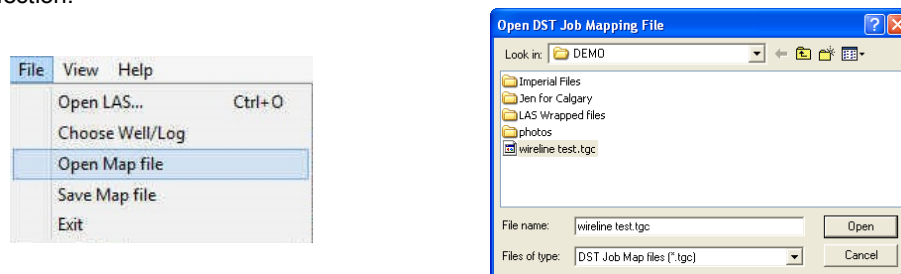 File View Help
Open LAS... Ctrl+O
Choose Well/Log
Open Map file
Save Map file
Exit
Open DST Job Mapping File
Look in: DEMO
Imperial Files
Jen for Calgary
LAS Wrapped files
photos
wireline test.tgc
File name: wireline test.tgc Open
Files of type: DST Job Map files (*.tgc) Cancel